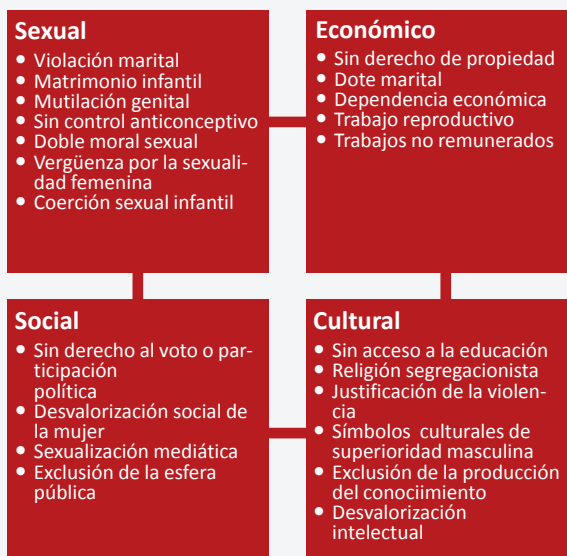 Sexual
• Violación marital
• Matrimonio infantil
• Mutilación genital
• Sin control anticonceptivo
• Doble moral sexual
• Vergüenza por la sexuali-
dad femenina
• Coerción sexual infantil
Económico
• Sin derecho de propiedad
• Dote marital
• Dependencia económica
• Trabajo reproductivo
• Trabajos no remunerados
Social
• Sin derecho al voto o par-
ticipación
política
• Desvalorización social de
la mujer
• Sexualización mediática
• Exclusión de la esfera
pública
Cultural
• Sin acceso a la educación
• Religión segregacionista
• Justificación de la violen-
cia
• Símbolos culturales de
superioridad masculina
• Exclusión de la producción
del conociimiento
• Desvalorización
intelectual